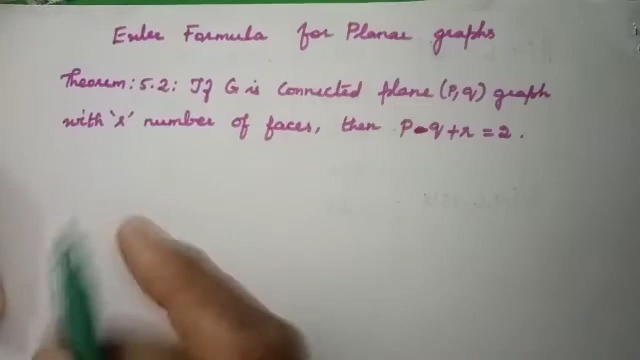 Euler Formula for Planar graphs
Theorem: 5.2: If G is connected plane (P,q) graph
with 'r' number of faces, then P-q+r=2.